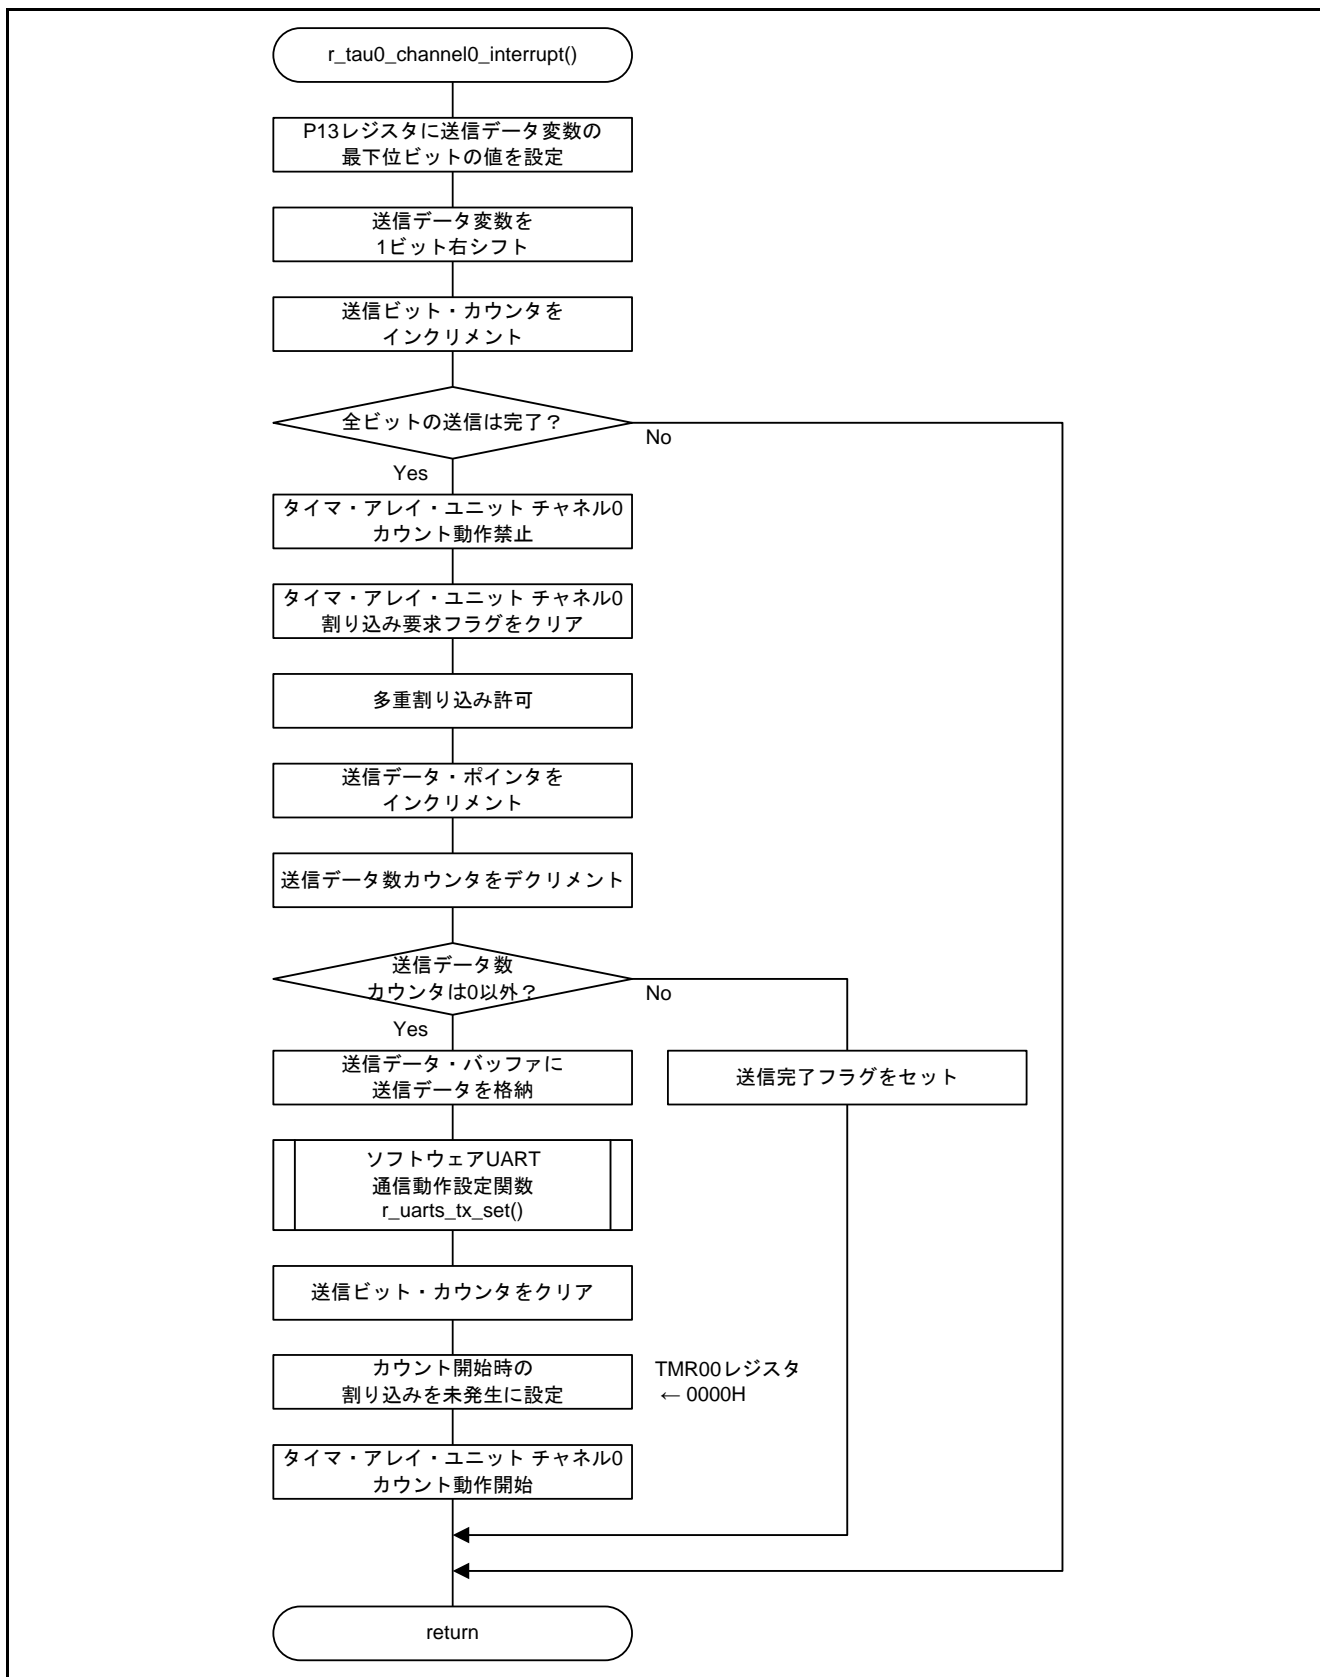 r_tau0_channel0_interrupt()
P13レジスタに送信データ変数の
最下位ビットの値を設定
送信データ変数を
1ビット右シフト
送信ビット・カウンタを
インクリメント
全ビットの送信は完了？
No
Yes
タイマ・アレイ・ユニット チャネル0
カウント動作禁止
タイマ・アレイ・ユニット チャネル0
割り込み要求フラグをクリア
多重割り込み許可
送信データ・ポインタを
インクリメント
送信データ数カウンタをデクリメント
送信データ数
カウンタは0以外？
No
Yes
送信データ・バッファに
送信データを格納
送信完了フラグをセット
ソフトウェアUART
通信動作設定関数
r_uarts_tx_set()
送信ビット・カウンタをクリア
カウント開始時の
割り込みを未発生に設定
TMR00レジスタ
← 0000H
タイマ・アレイ・ユニット チャネル0
カウント動作開始
return